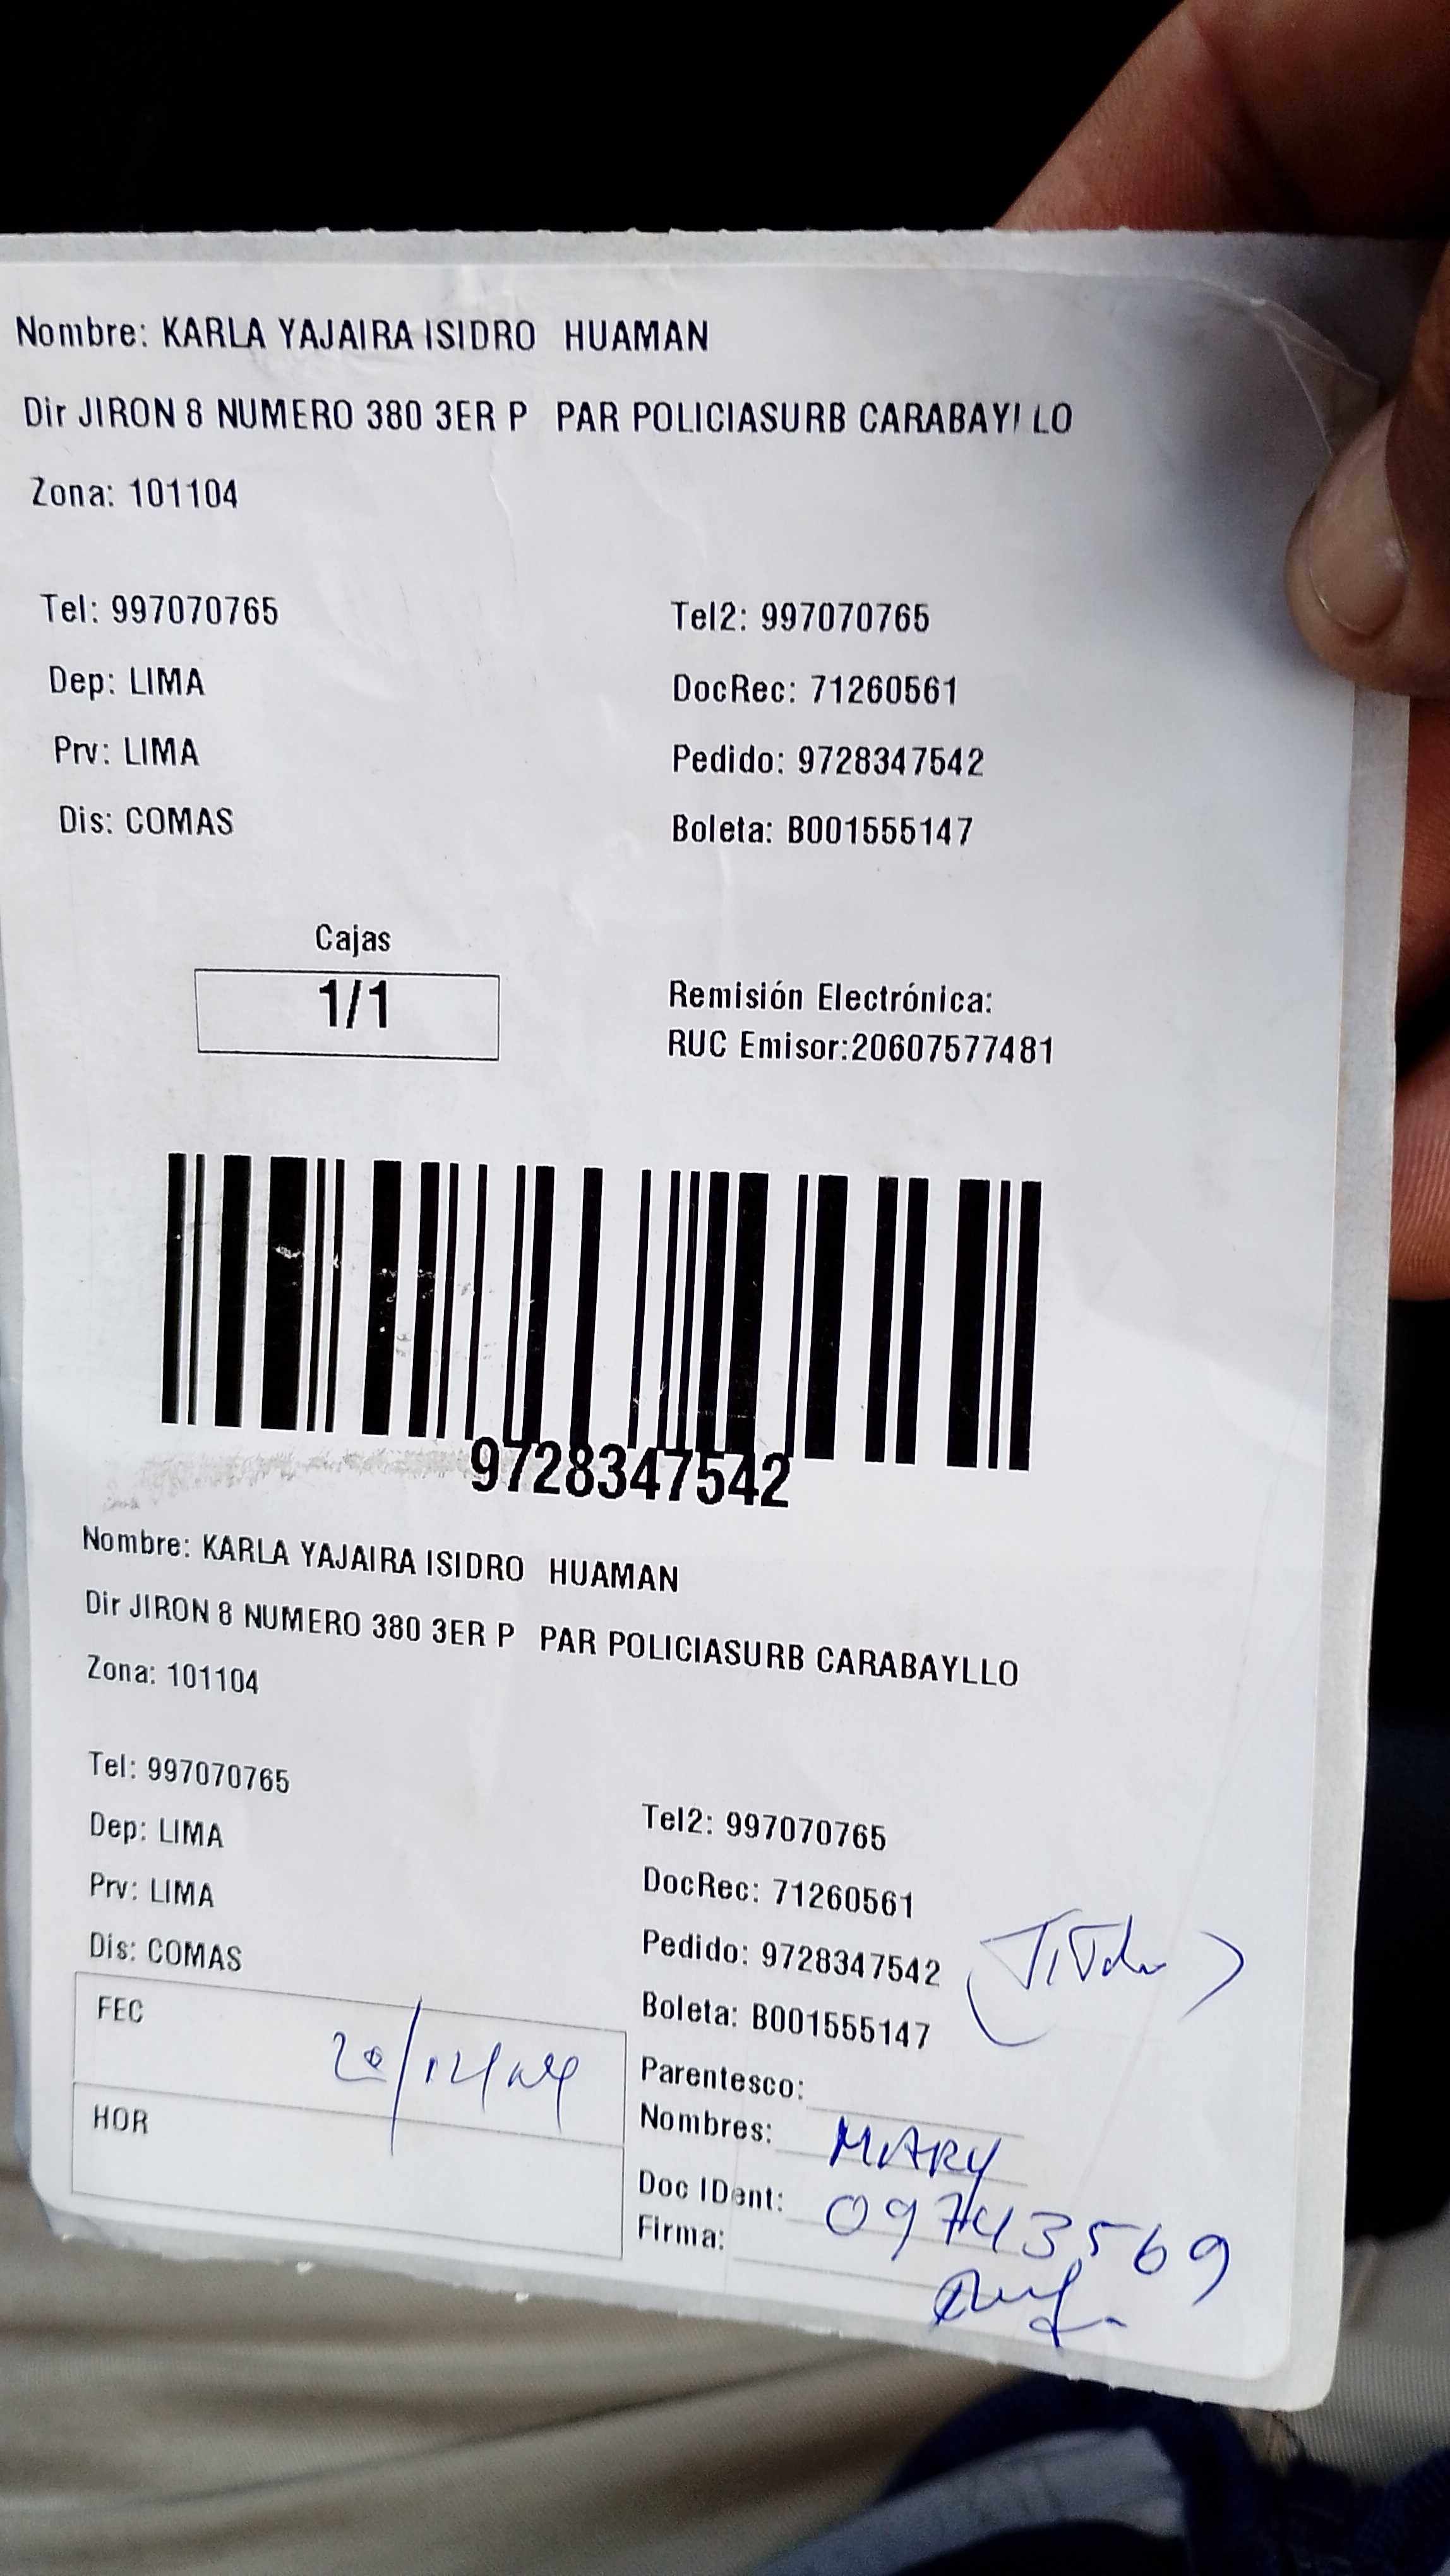 Nombre: KARLA YAJAIRA ISIDRO HUAMAN
Dir JIRON 8 NUMERO 380 3ER P PAR POLICIASURB CARABAYLLO
Zona: 101104
Tel: 997070765 Tel2: 997070765
Dep: LIMA DocRec: 71260561
Prv: LIMA Pedido: 9728347542
Dis: COMAS Boleta: B001555147
Cajas
1/1
Remisión Electrónica:
RUC Emisor:20607577481
9728347542
Nombre: KARLA YAJAIRA ISIDRO HUAMAN
Dir JIRON 8 NUMERO 380 3ER P PAR POLICIASURB CARABAYLLO
Zona: 101104
Tel: 997070765 Tel2: 997070765
Dep: LIMA DocRec: 71260561
Prv: LIMA Pedido: 9728347542
Dis: COMAS Boleta: B001555147
FEC
HOR
Parentesco:
Nombres: MARY
Doc IDent: 09743569
Firma: